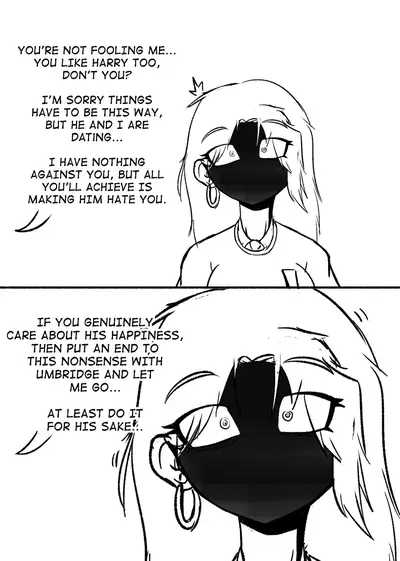 YOU'RE NOT FOOLING ME...
YOU LIKE HARRY TOO,
DON'T YOU?
I'M SORRY THINGS
HAVE TO BE THIS WAY,
BUT HE AND I ARE
DATING...
I HAVE NOTHING
AGAINST YOU, BUT ALL
YOU'LL ACHIEVE IS
MAKING HIM HATE YOU.
IF YOU GENUINELY
CARE ABOUT HIS HAPPINESS,
THEN PUT AN END TO
THIS NONSENSE WITH
UMBRIDGE AND LET
ME GO...
AT LEAST DO IT
FOR HIS SAKE...